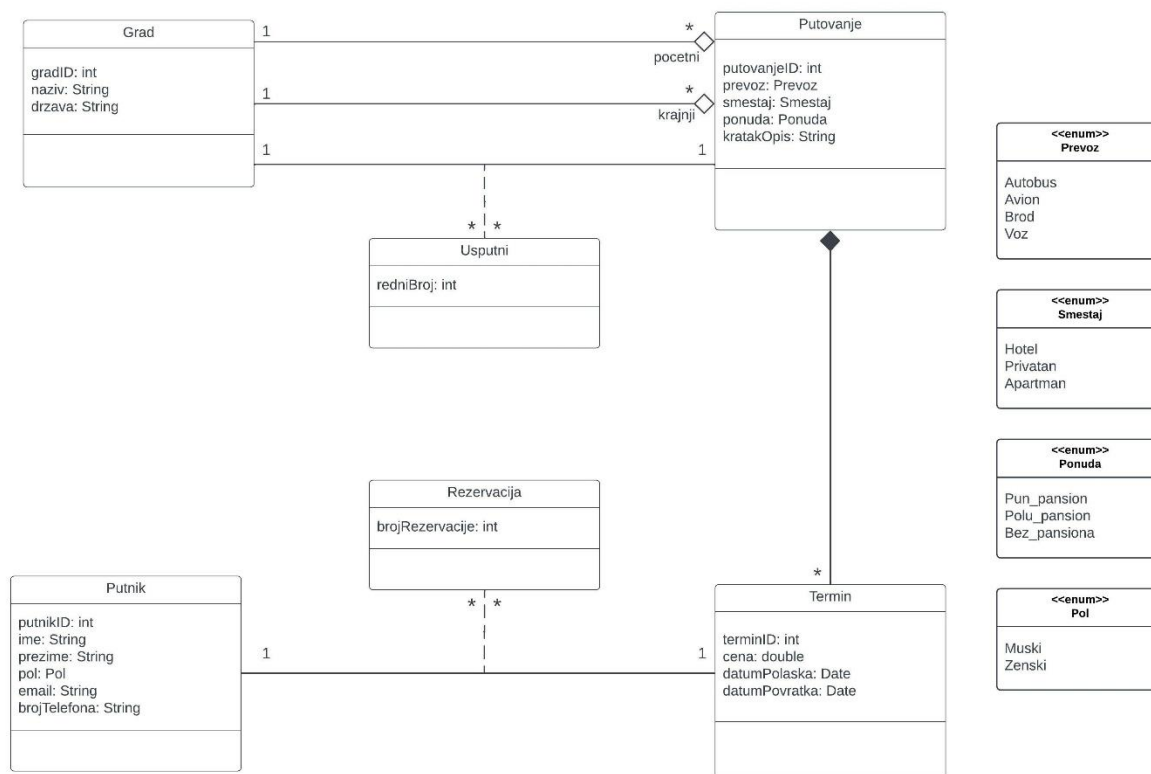 Grad
gradID: int
naziv: String
drzava: String
1
*
pocetni
1
*
krajnji
1
1
Putovanje
putovanjeID: int
prevoz: Prevoz
smestaj: Smestaj
ponuda: Ponuda
kratakOpis: String
* *
Usputni
redniBroj: int
<<enum>>
Prevoz
Autobus
Avion
Brod
Voz
<<enum>>
Smestaj
Hotel
Privatan
Apartman
<<enum>>
Ponuda
Pun_pansion
Polu_pansion
Bez_pansiona
<<enum>>
Pol
Muski
Zenski
Rezervacija
brojRezervacije: int
* *
Putnik
putnikID: int
ime: String
prezime: String
pol: Pol
email: String
brojTelefona: String
1
1
*
Termin
terminID: int
cena: double
datumPolaska: Date
datumPovratka: Date